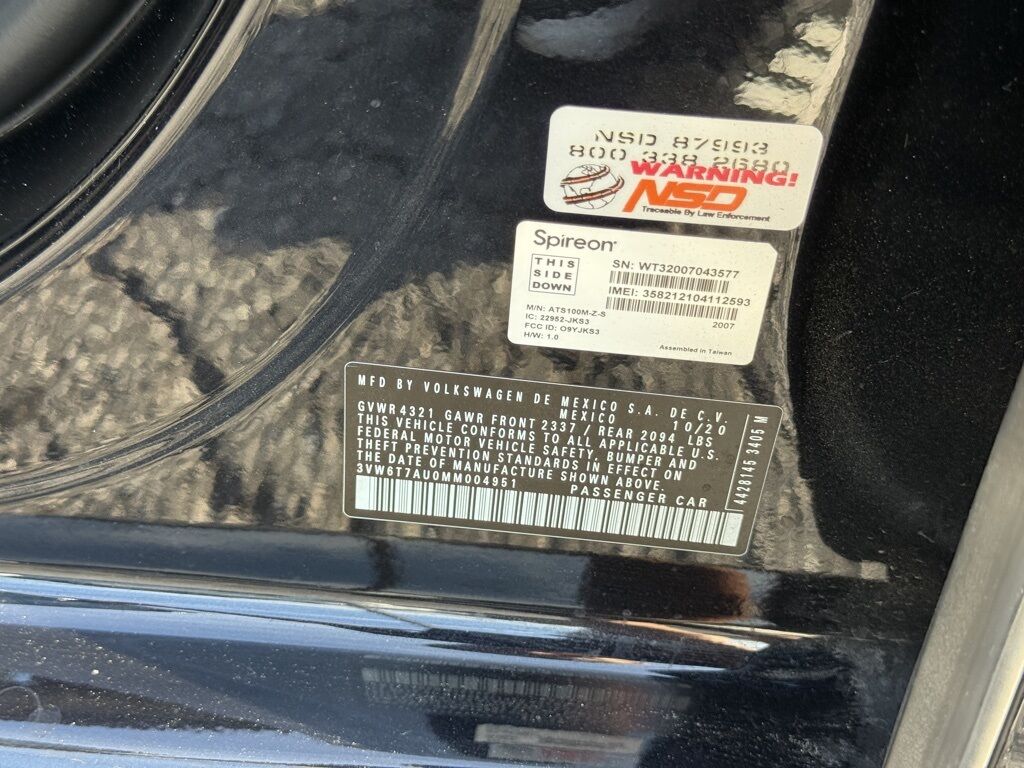 NSD 87993
800 338 2680
WARNING!
NSD
Traceable By Law Enforcement
Spireon
THIS
SIDE
DOWN
SN: WT32007043577
IMEI: 358212104112593
2007
M/N: ATS100M-Z-S
IC: 22952-JKS3
FCC ID: O9YJKS3
H/W: 1.0
Assembled in Taiwan
MFD BY VOLKSWAGEN DE MEXICO S.A. DE C.V.
MEXICO 10/20
GVWR 4321 GAWR FRONT 2337 / REAR 2094 LBS
THIS VEHICLE CONFORMS TO ALL APPLICABLE U.S.
FEDERAL MOTOR VEHICLE SAFETY, BUMPER AND
THEFT PREVENTION STANDARDS IN EFFECT ON
THE DATE OF MANUFACTURE SHOWN ABOVE.
3VW6T7AU0MM004951 PASSENGER CAR
4428145 3405 M